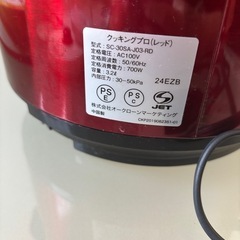 クッキングプロ(レッド)
型式:SC-30SA-J03-RD
定格電圧:AC100V
定格周波数:50/60Hz
定格消費電力:700W
容量:3.2ℓ
圧力:30~50kPa
24EZB
PS
E
PS
C
S
JET
株式会社オークローンマーケティング
中国製